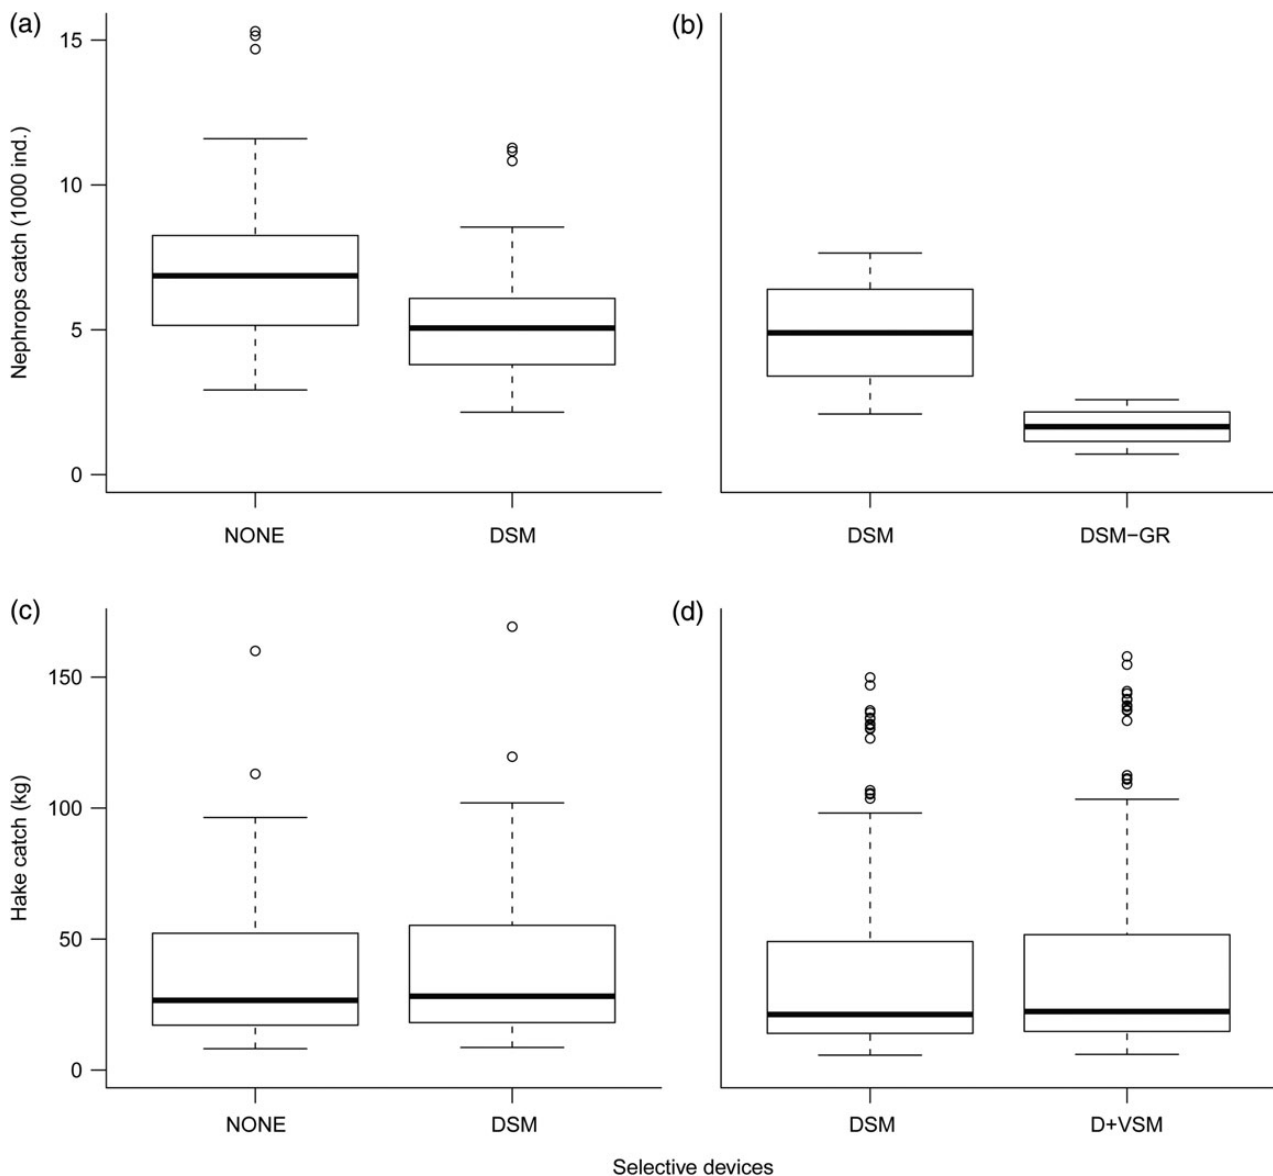 (a)
(b)
15
10
5
0
Nephrops catch (1000 ind.)
NONE
DSM
DSM
DSM−GR
(c)
(d)
150
100
50
0
Hake catch (kg)
NONE
DSM
DSM
D+VSM
Selective devices